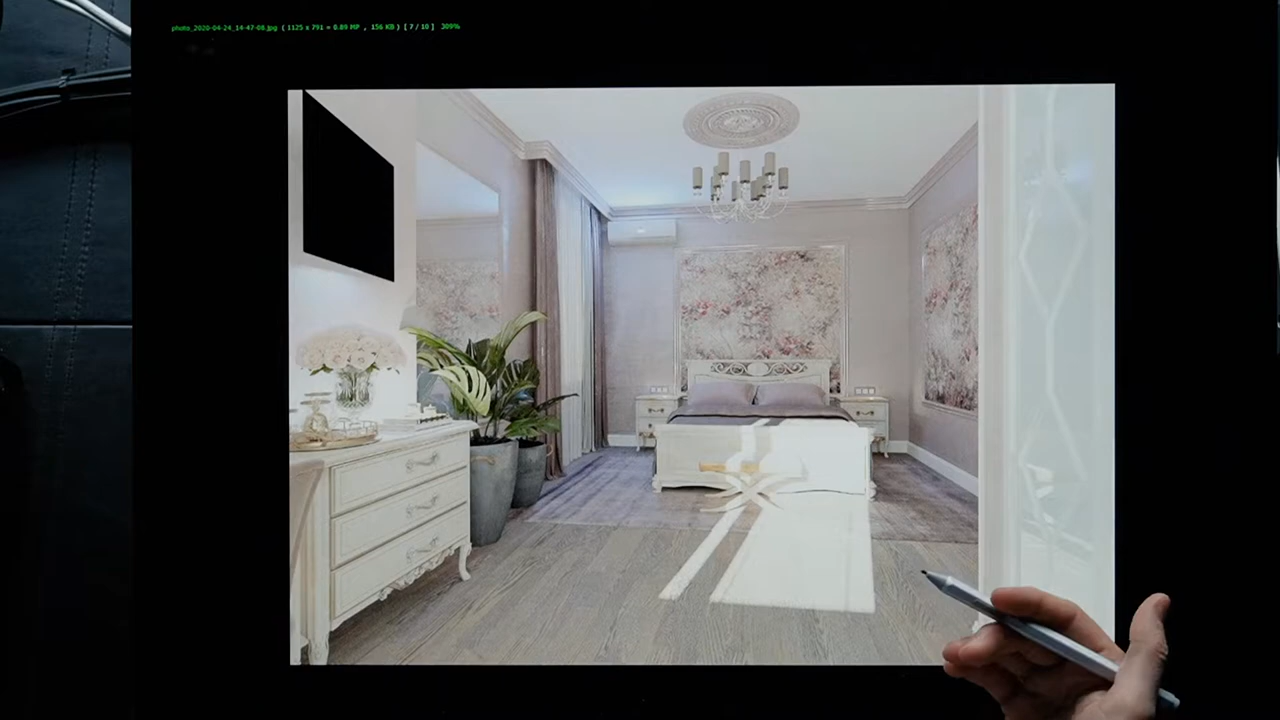 photo_2020-04-24_14-47-08.jpg ( 1125 x 791 = 0.89 MP , 156 KB ) [ 7 / 10 ] 309%